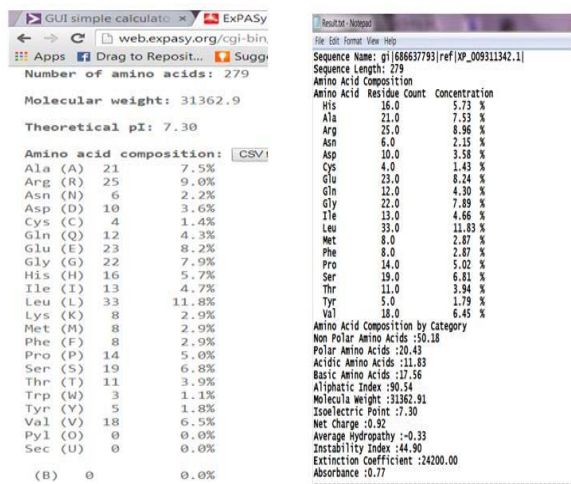 GUI simple calculato × ExPASy
web.expasy.org/cgi-bin
Apps Drag to Reposit... Sugge
Number of amino acids: 279
Molecular weight: 31362.9
Theoretical pI: 7.30
Amino acid composition: CSV
Ala (A) 21 7.5%
Arg (R) 25 9.0%
Asn (N) 6 2.2%
Asp (D) 10 3.6%
Cys (C) 4 1.4%
Gln (Q) 12 4.3%
Glu (E) 23 8.2%
Gly (G) 22 7.9%
His (H) 16 5.7%
Ile (I) 13 4.7%
Leu (L) 33 11.8%
Lys (K) 8 2.9%
Met (M) 8 2.9%
Phe (F) 8 2.9%
Pro (P) 14 5.0%
Ser (S) 19 6.8%
Thr (T) 11 3.9%
Trp (W) 3 1.1%
Tyr (Y) 5 1.8%
Val (V) 18 6.5%
Pyl (O) 0 0.0%
Sec (U) 0 0.0%
(B) 0 0.0%
Result.txt - Notepad
File Edit Format View Help
Sequence Name: gi|686637793|ref|XP_009311342.1|
Sequence Length: 279
Amino Acid Composition
Amino Acid Residue Count Concentration
His 16.0 5.73 %
Ala 21.0 7.53 %
Arg 25.0 8.96 %
Asn 6.0 2.15 %
Asp 10.0 3.58 %
Cys 4.0 1.43 %
Glu 23.0 8.24 %
Gln 12.0 4.30 %
Gly 22.0 7.89 %
Ile 13.0 4.66 %
Leu 33.0 11.83 %
Met 8.0 2.87 %
Phe 8.0 2.87 %
Pro 14.0 5.02 %
Ser 19.0 6.81 %
Thr 11.0 3.94 %
Tyr 5.0 1.79 %
Val 18.0 6.45 %
Amino Acid Composition by Category
Non Polar Amino Acids :50.18
Polar Amino Acids :20.43
Acidic Amino Acids :11.83
Basic Amino Acids :17.56
Aliphatic Index :90.54
Molecula Weight :31362.91
Isoelectric Point :7.30
Net Charge :0.92
Average Hydropathy :-0.33
Instability Index :44.90
Extinction Coefficient :24200.00
Absorbance :0.77